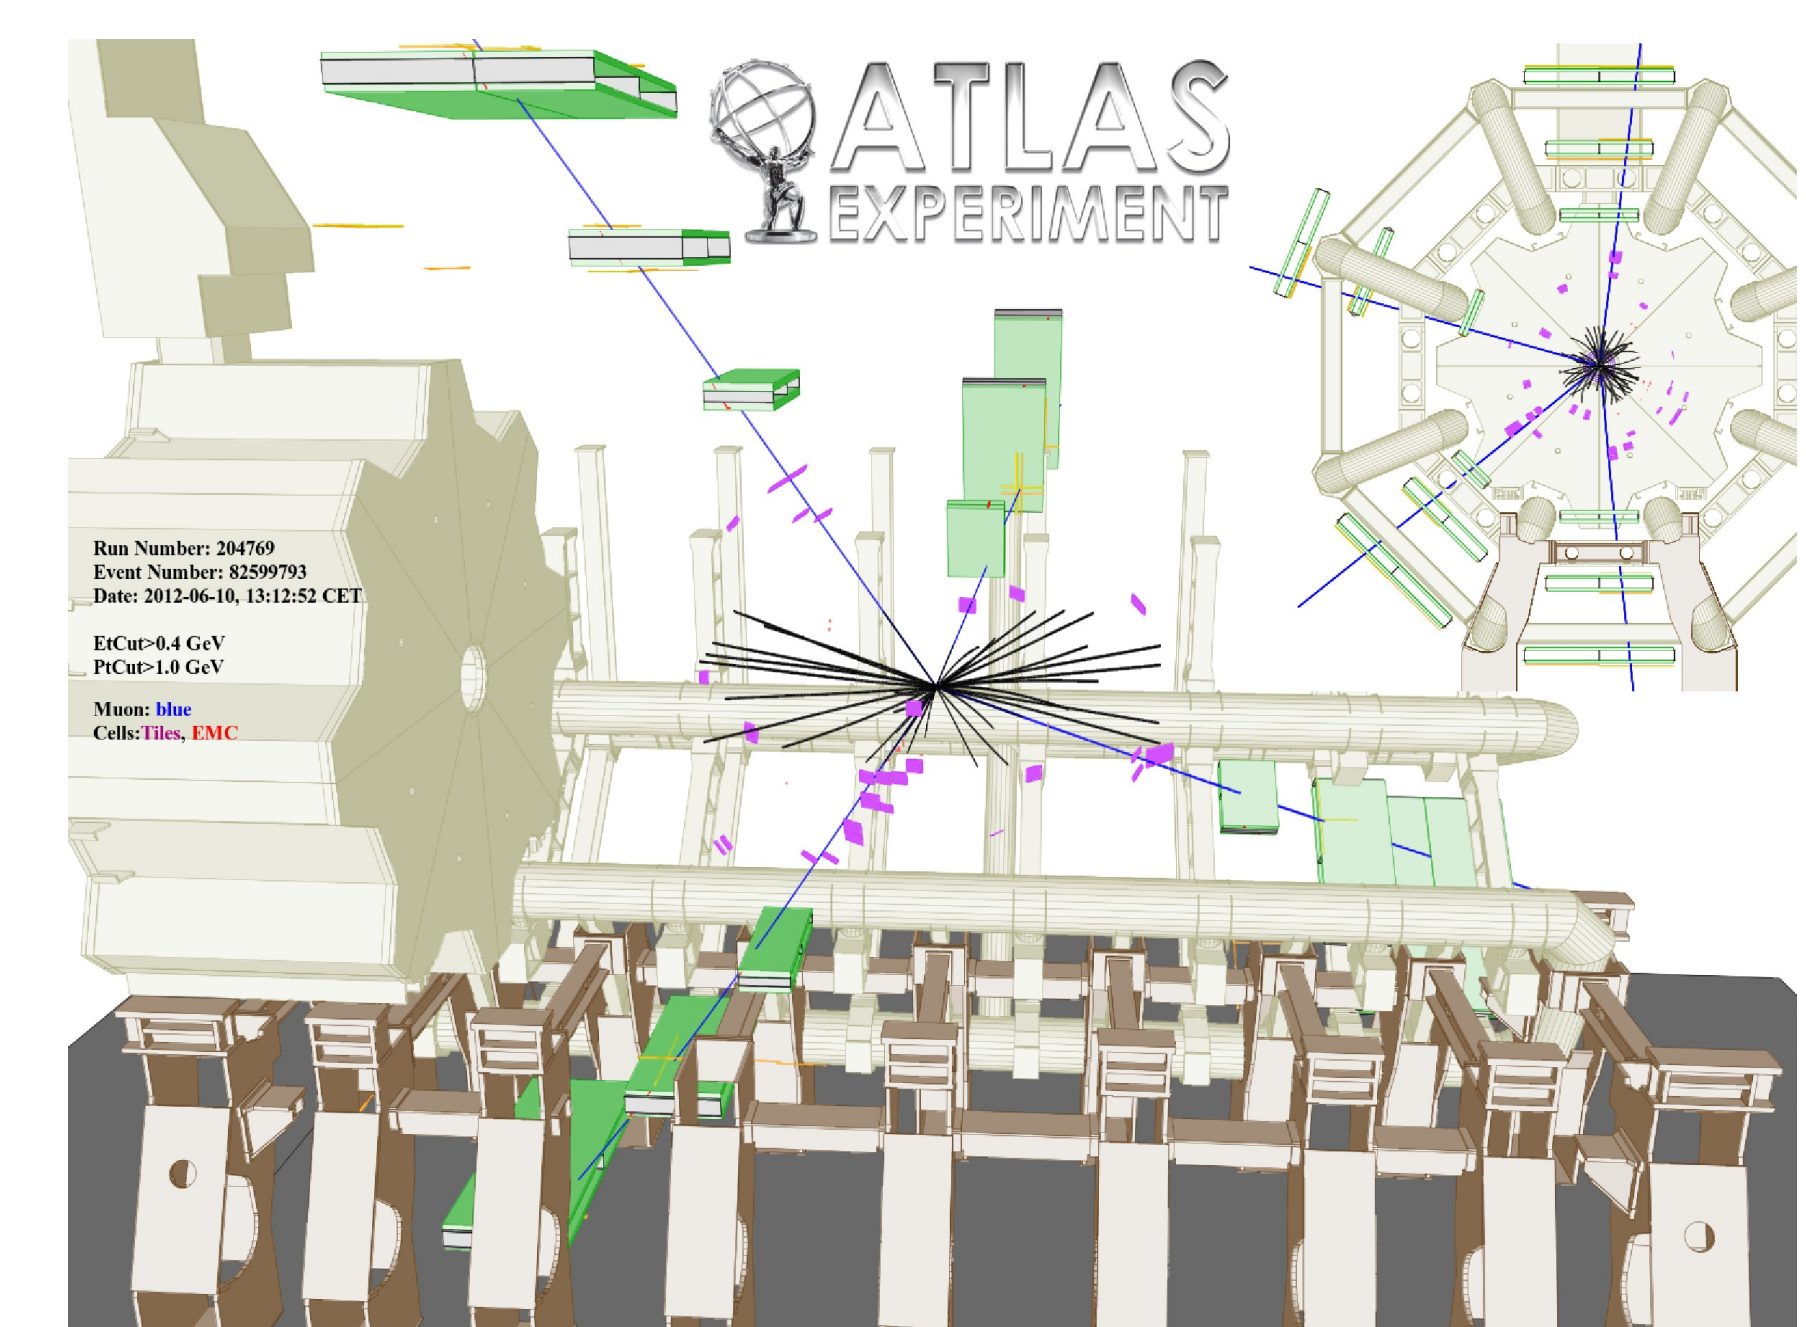 ATLAS
EXPERIMENT
Run Number: 204769
Event Number: 82599793
Date: 2012-06-10, 13:12:52 CET
EtCut>0.4 GeV
PtCut>1.0 GeV
Muon: blue
Cells:Tiles, EMC